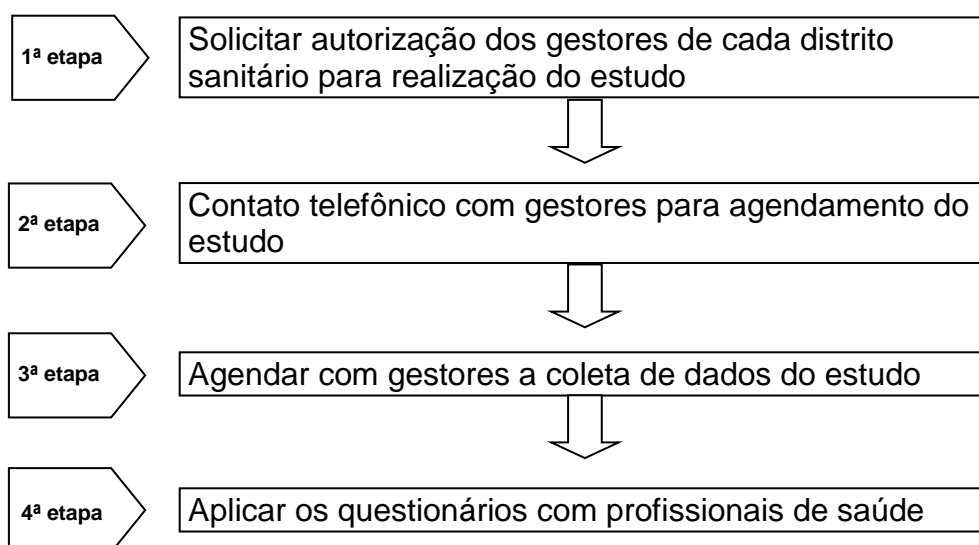 1ª etapa
Solicitar autorização dos gestores de cada distrito
sanitário para realização do estudo
2ª etapa
Contato telefônico com gestores para agendamento do
estudo
3ª etapa
Agendar com gestores a coleta de dados do estudo
4ª etapa
Aplicar os questionários com profissionais de saúde